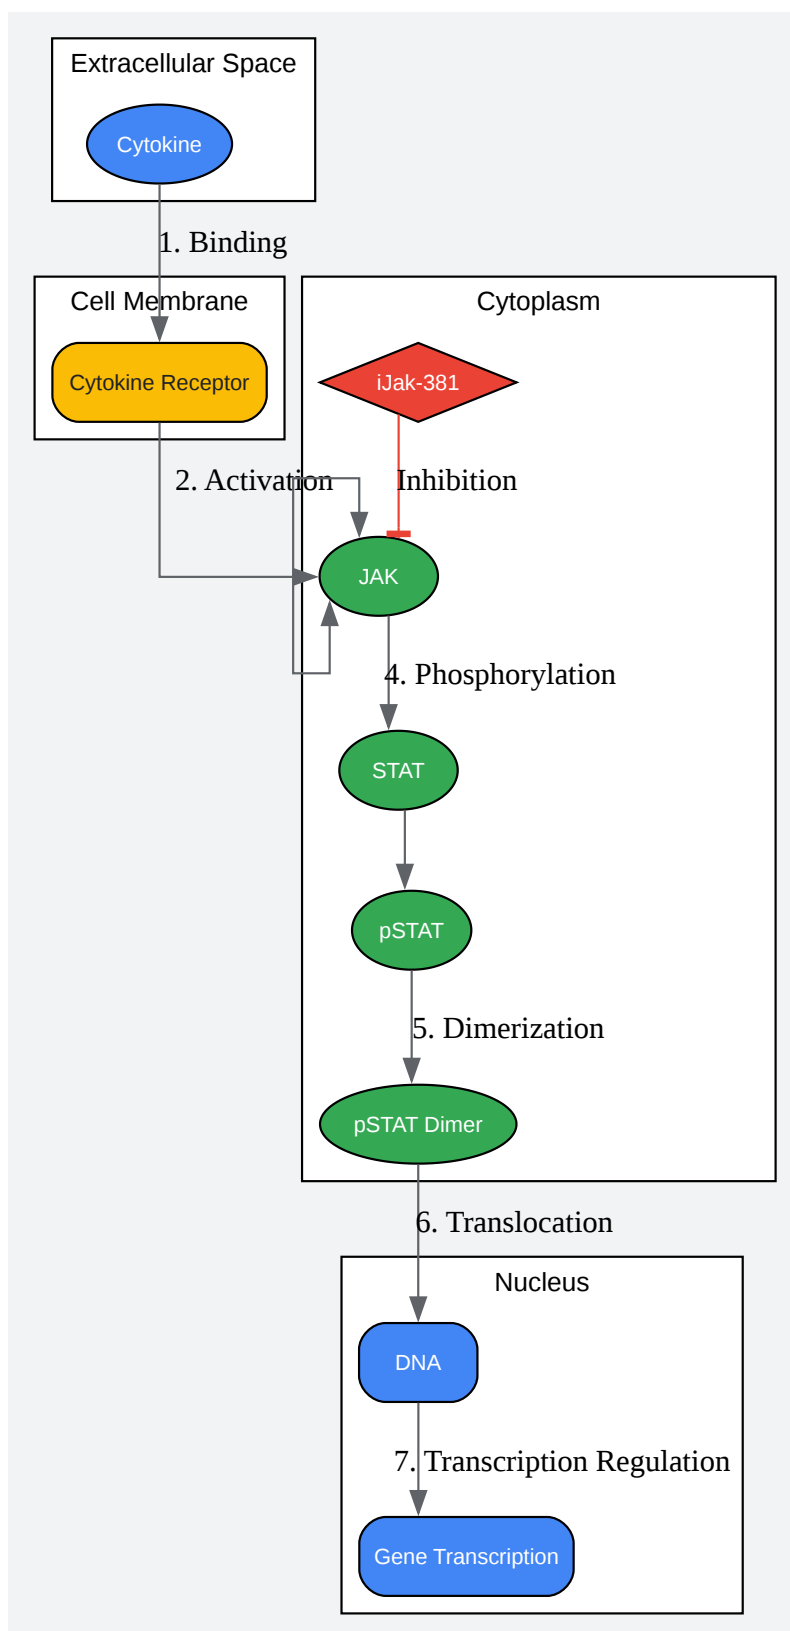 Extracellular Space
Cytokine
1. Binding
Cell Membrane
Cytokine Receptor
Cytoplasm
iJak-381
2. Activation
Inhibition
JAK
4. Phosphorylation
STAT
pSTAT
5. Dimerization
pSTAT Dimer
6. Translocation
Nucleus
DNA
7. Transcription Regulation
Gene Transcription